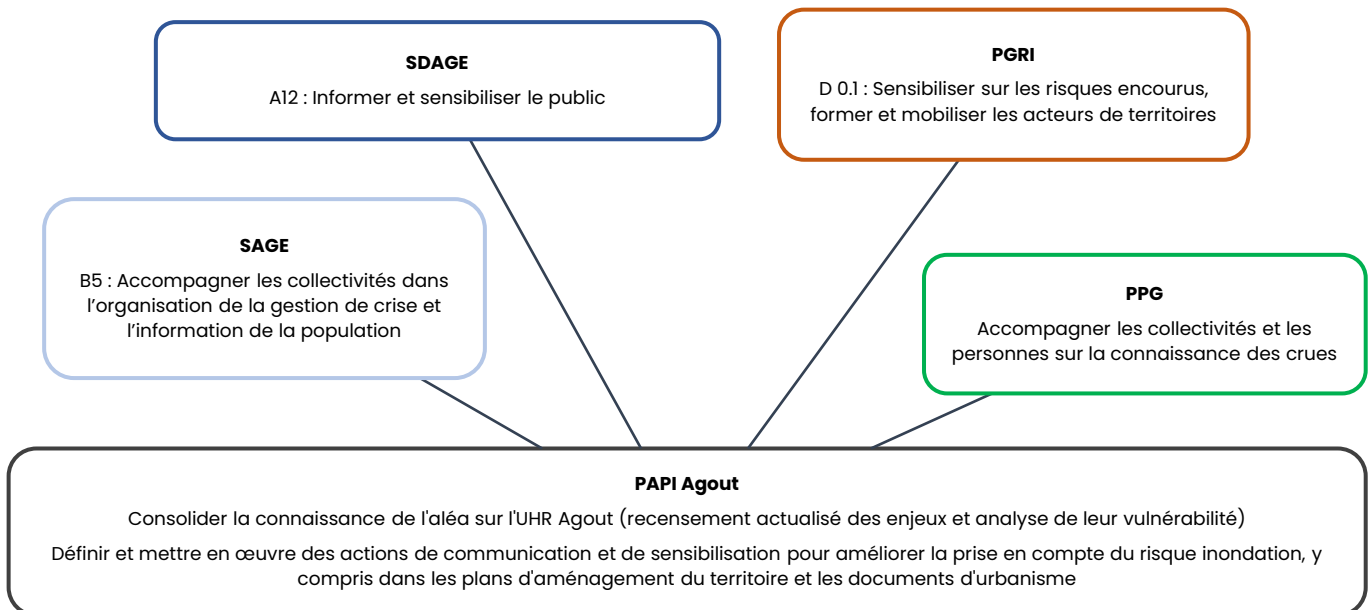 SDAGE
A12 : Informer et sensibiliser le public
PGRI
D 0.1 : Sensibiliser sur les risques encourus,
former et mobiliser les acteurs de territoires
SAGE
B5 : Accompagner les collectivités dans
l’organisation de la gestion de crise et
l’information de la population
PPG
Accompagner les collectivités et les
personnes sur la connaissance des crues
PAPI Agout
Consolider la connaissance de l'aléa sur l'UHR Agout (recensement actualisé des enjeux et analyse de leur vulnérabilité)
Définir et mettre en œuvre des actions de communication et de sensibilisation pour améliorer la prise en compte du risque inondation, y
compris dans les plans d'aménagement du territoire et les documents d'urbanisme